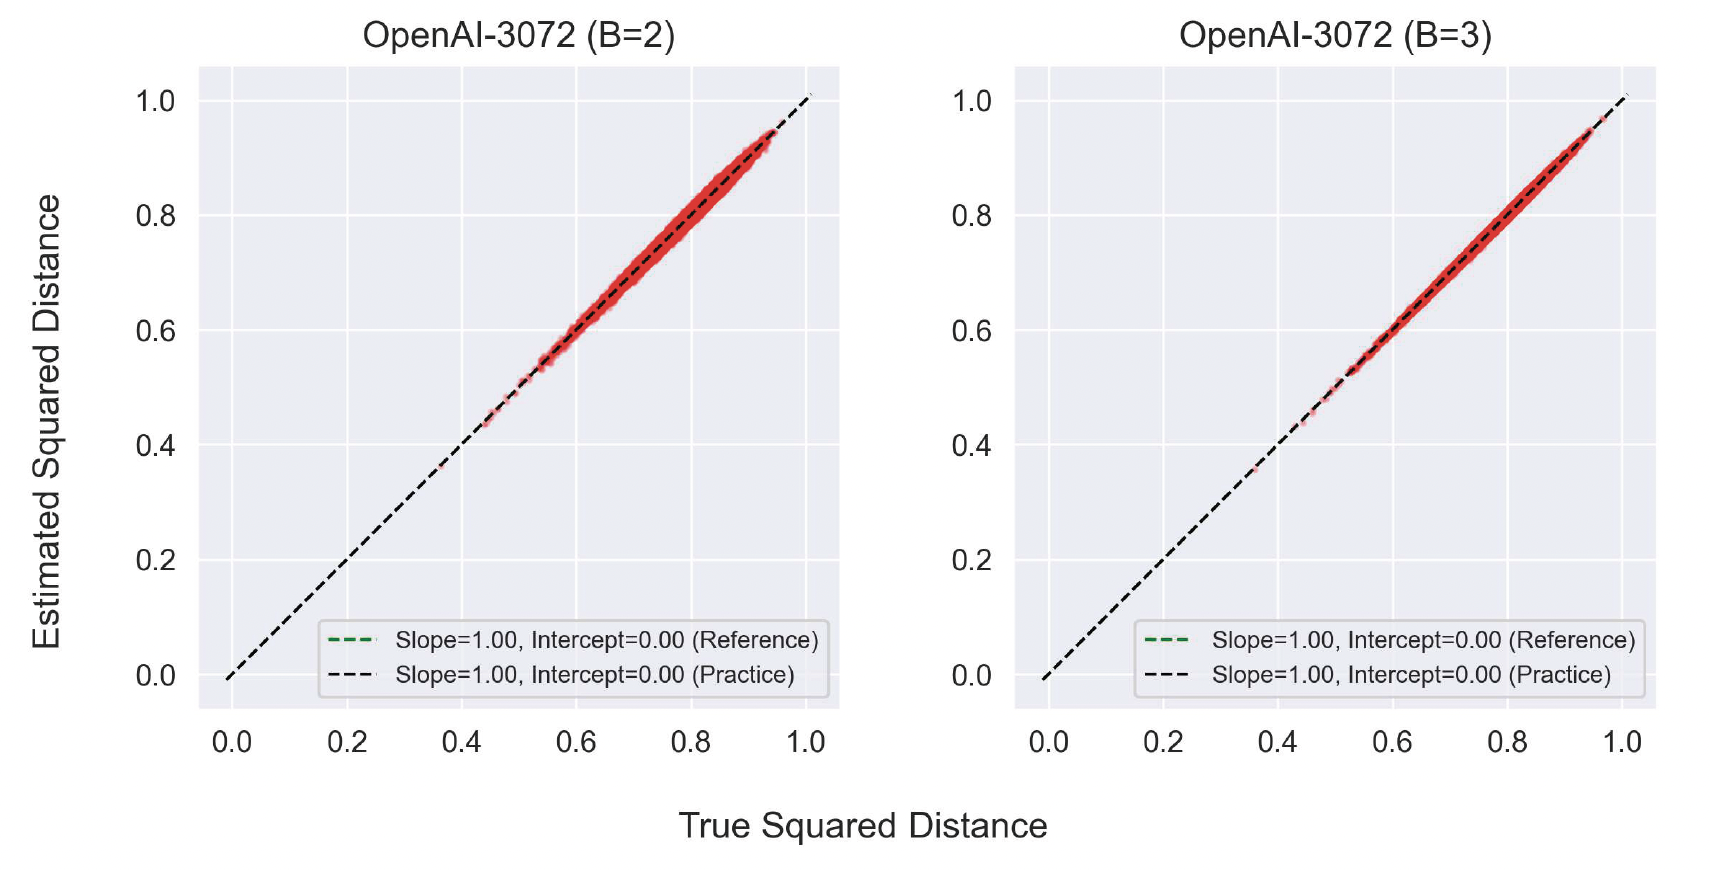 OpenAI-3072 (B=2)
1.0
0.8
0.6
0.4
0.2
0.0
0.0 0.2 0.4 0.6 0.8 1.0
Slope=1.00, Intercept=0.00 (Reference)
Slope=1.00, Intercept=0.00 (Practice)
OpenAI-3072 (B=3)
1.0
0.8
0.6
0.4
0.2
0.0
0.0 0.2 0.4 0.6 0.8 1.0
Slope=1.00, Intercept=0.00 (Reference)
Slope=1.00, Intercept=0.00 (Practice)
Estimated Squared Distance
True Squared Distance